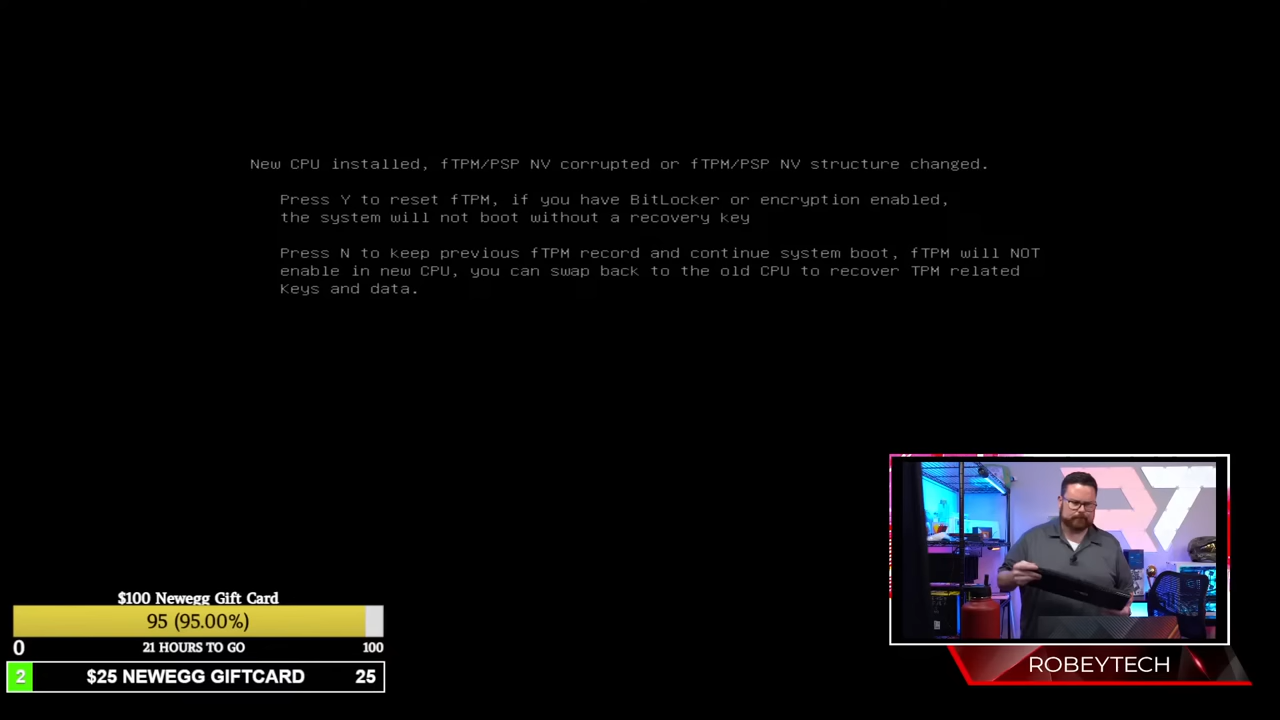 New CPU installed, fTPM/PSP NV corrupted or fTPM/PSP NV structure changed.
Press Y to reset fTPM, if you have BitLocker or encryption enabled,
the system will not boot without a recovery key
Press N to keep previous fTPM record and continue system boot, fTPM will NOT
enable in new CPU, you can swap back to the old CPU to recover TPM related
Keys and data.
RT
ROBEYTECH
$100 Newegg Gift Card
95 (95.00%)
0 21 HOURS TO GO 100
2 $25 NEWEGG GIFTCARD 25